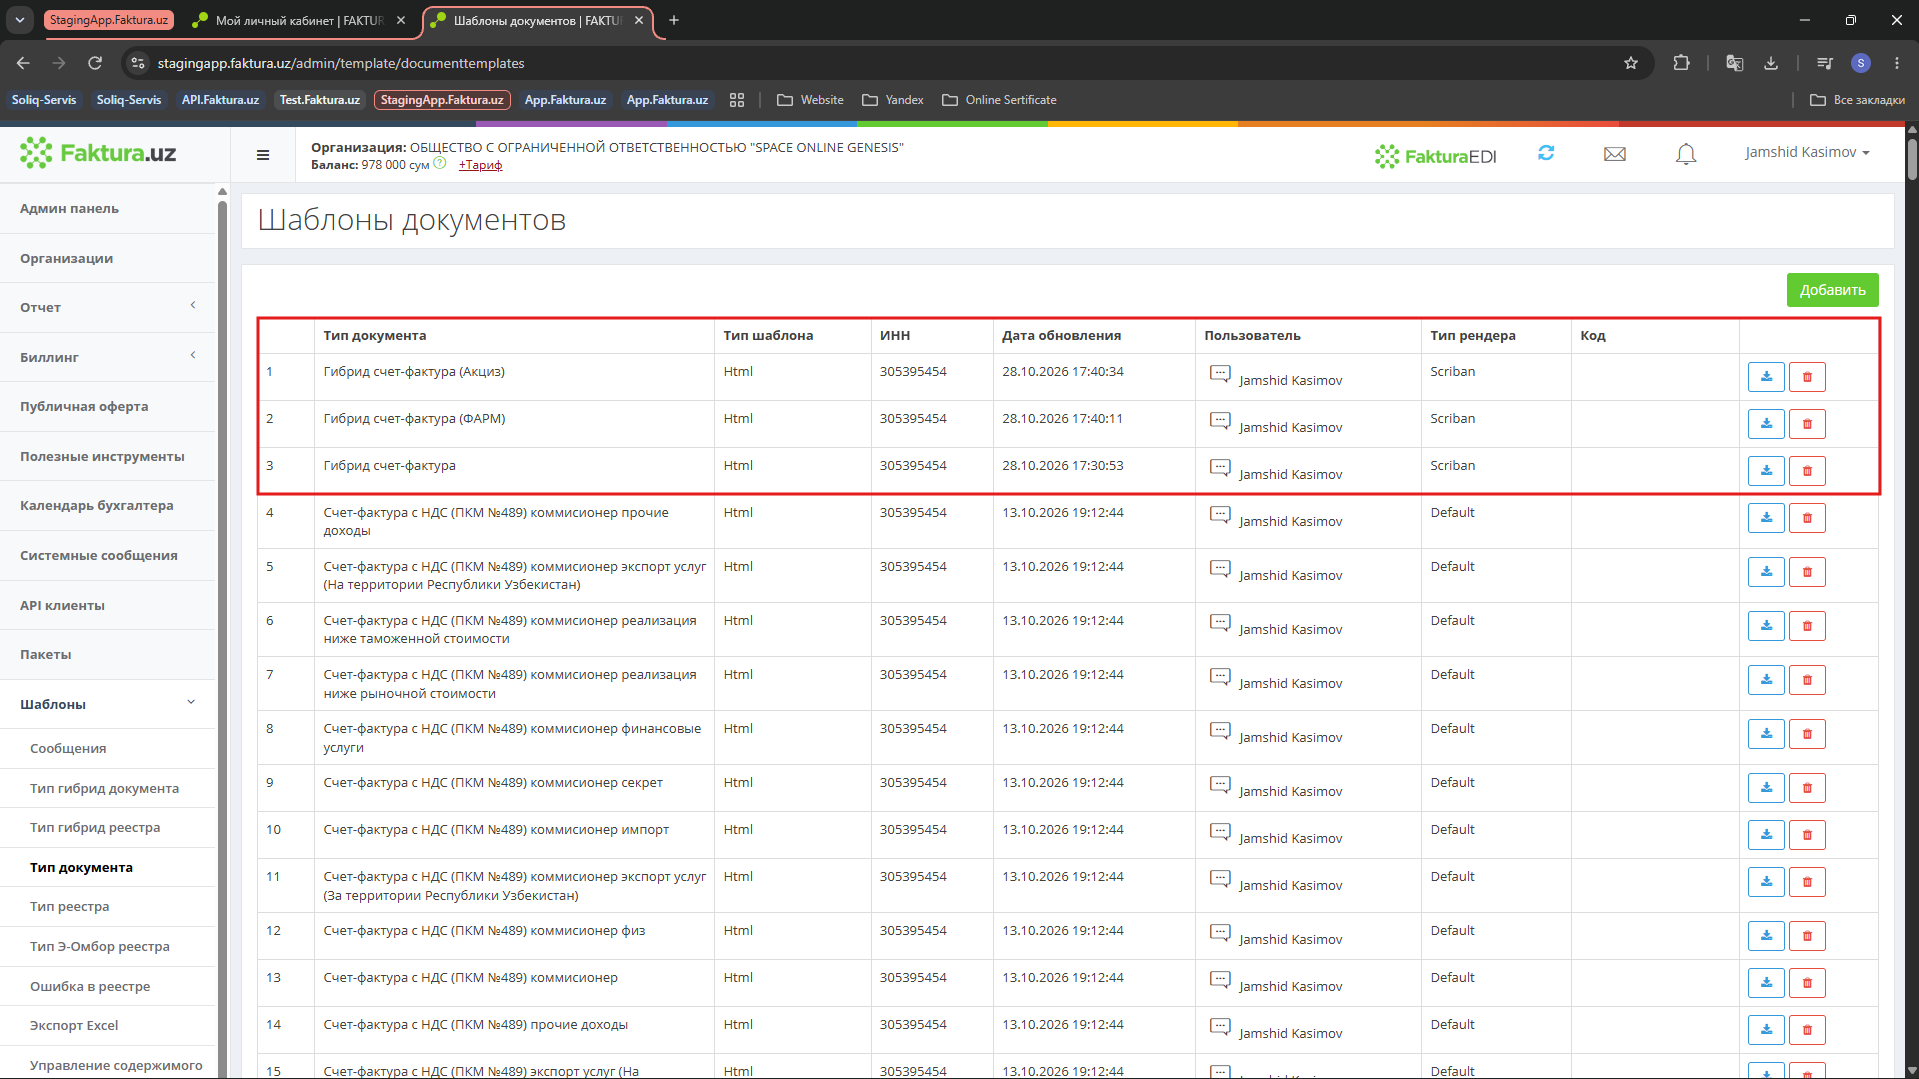 StagingApp.Faktura.uz
Мой личный кабинет | FAKTUR
Шаблоны документов | FAKTU
stagingapp.faktura.uz/admin/template/documenttemplates
S
Soliq-Servis
Soliq-Servis
API.Faktura.uz
Test.Faktura.uz
StagingApp.Faktura.uz
App.Faktura.uz
App.Faktura.uz
Website
Yandex
Online Sertificate
Все закладки
Faktura.uz
Организация: ОБЩЕСТВО С ОГРАНИЧЕННОЙ ОТВЕТСТВЕННОСТЬЮ "SPACE ONLINE GENESIS"
Баланс: 978 000 сум ? +Тариф
FakturaEDI
Jamshid Kasimov
Админ панель
Организации
Отчет
Биллинг
Публичная оферта
Полезные инструменты
Календарь бухгалтера
Системные сообщения
API клиенты
Пакеты
Шаблоны
Сообщения
Тип гибрид документа
Тип гибрид реестра
Тип документа
Тип реестра
Тип Э-Омбор реестра
Ошибка в реестре
Экспорт Excel
Управление содержимого
Шаблоны документов
Добавить
Тип документа Тип шаблона ИНН Дата обновления Пользователь Тип рендера Код
1 Гибрид счет-фактура (Акциз) Html 305395454 28.10.2026 17:40:34 Jamshid Kasimov Scriban
2 Гибрид счет-фактура (ФАРМ) Html 305395454 28.10.2026 17:40:11 Jamshid Kasimov Scriban
3 Гибрид счет-фактура Html 305395454 28.10.2026 17:30:53 Jamshid Kasimov Scriban
4 Счет-фактура с НДС (ПКМ №489) коммисионер прочие Html 305395454 13.10.2026 19:12:44 Jamshid Kasimov Default
доходы
5 Счет-фактура с НДС (ПКМ №489) коммисионер экспорт услуг Html 305395454 13.10.2026 19:12:44 Jamshid Kasimov Default
(На территории Республики Узбекистан)
6 Счет-фактура с НДС (ПКМ №489) коммисионер реализация Html 305395454 13.10.2026 19:12:44 Jamshid Kasimov Default
ниже таможенной стоимости
7 Счет-фактура с НДС (ПКМ №489) коммисионер реализация Html 305395454 13.10.2026 19:12:44 Jamshid Kasimov Default
ниже рыночной стоимости
8 Счет-фактура с НДС (ПКМ №489) коммисионер финансовые Html 305395454 13.10.2026 19:12:44 Jamshid Kasimov Default
услуги
9 Счет-фактура с НДС (ПКМ №489) коммисионер секрет Html 305395454 13.10.2026 19:12:44 Jamshid Kasimov Default
10 Счет-фактура с НДС (ПКМ №489) коммисионер импорт Html 305395454 13.10.2026 19:12:44 Jamshid Kasimov Default
11 Счет-фактура с НДС (ПКМ №489) коммисионер экспорт услуг Html 305395454 13.10.2026 19:12:44 Jamshid Kasimov Default
(За территории Республики Узбекистан)
12 Счет-фактура с НДС (ПКМ №489) коммисионер физ Html 305395454 13.10.2026 19:12:44 Jamshid Kasimov Default
13 Счет-фактура с НДС (ПКМ №489) коммисионер Html 305395454 13.10.2026 19:12:44 Jamshid Kasimov Default
14 Счет-фактура с НДС (ПКМ №489) прочие доходы Html 305395454 13.10.2026 19:12:44 Jamshid Kasimov Default
15 Счет-фактура с НДС (ПКМ №489) экспорт услуг (На Html 305395454 13.10.2026 19:12:44 Default